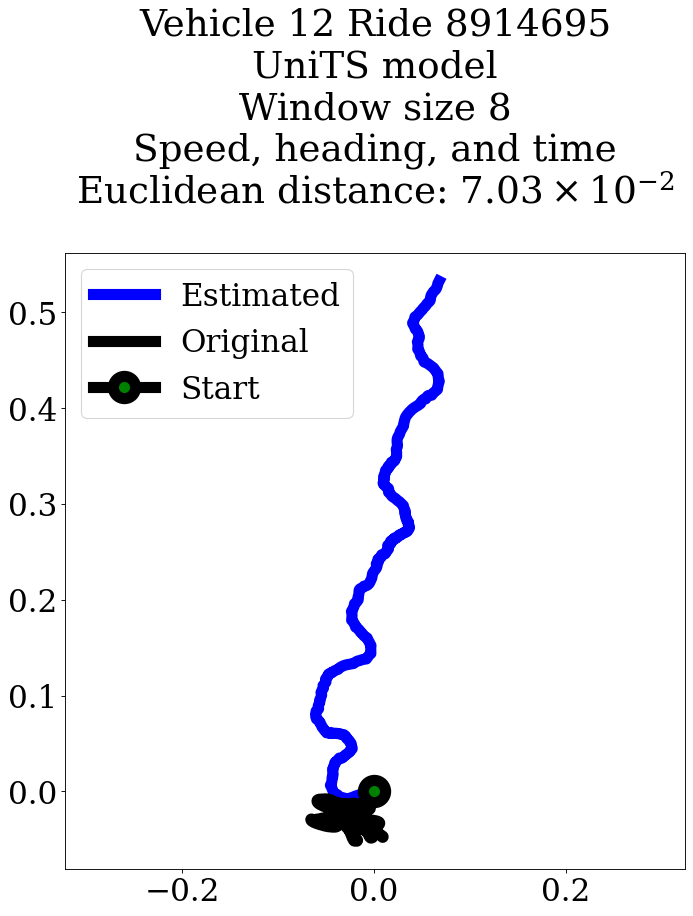 Vehicle 12 Ride 8914695
UniTS model
Window size 8
Speed, heading, and time
Euclidean distance: 7.03 × 10⁻²
Estimated
Original
Start
0.5
0.4
0.3
0.2
0.1
0.0
−0.2 0.0 0.2